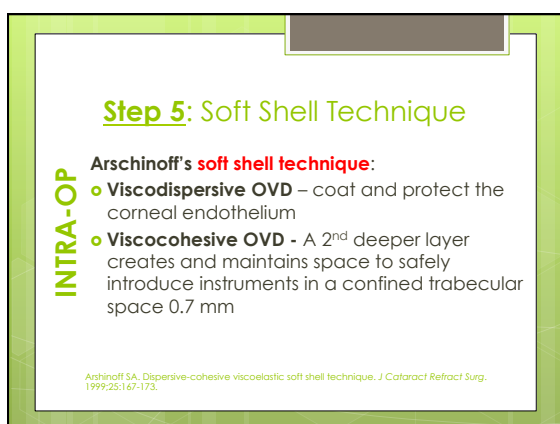 Step 5: Soft Shell Technique
INTRA-OP
Arschinoff's soft shell technique:
Viscodispersive OVD – coat and protect the
corneal endothelium
Viscocohesive OVD - A 2nd deeper layer
creates and maintains space to safely
introduce instruments in a confined trabecular
space 0.7 mm
Arshinoff SA. Dispersive-cohesive viscoelastic soft shell technique. J Cataract Refract Surg.
1999;25:167-173.